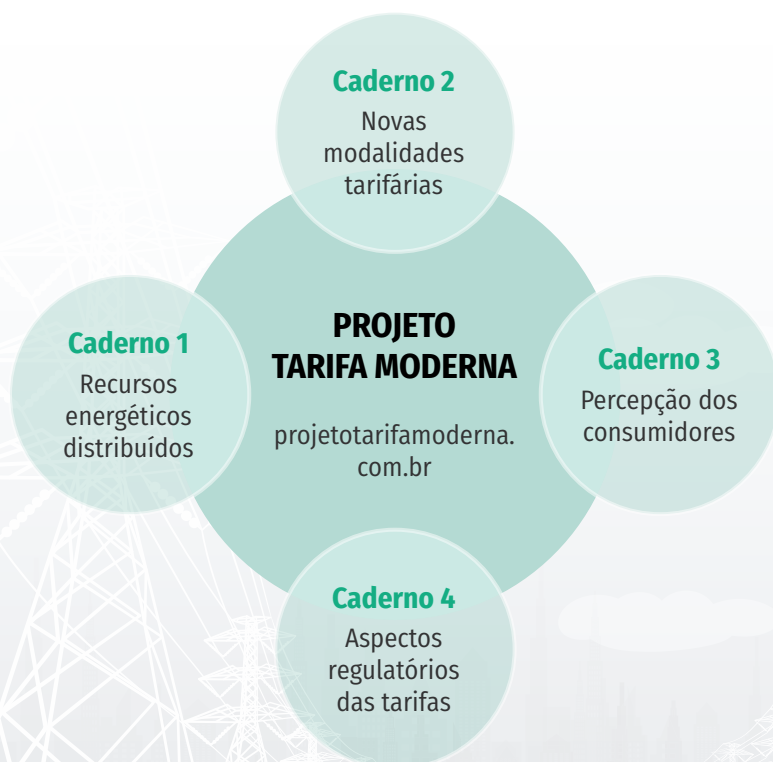 Caderno 2
Novas
modalidades
tarifárias
Caderno 1
Recursos
energéticos
distribuídos
PROJETO
TARIFA MODERNA
projetotarifamoderna.
com.br
Caderno 3
Percepção dos
consumidores
Caderno 4
Aspectos
regulatórios
das tarifas